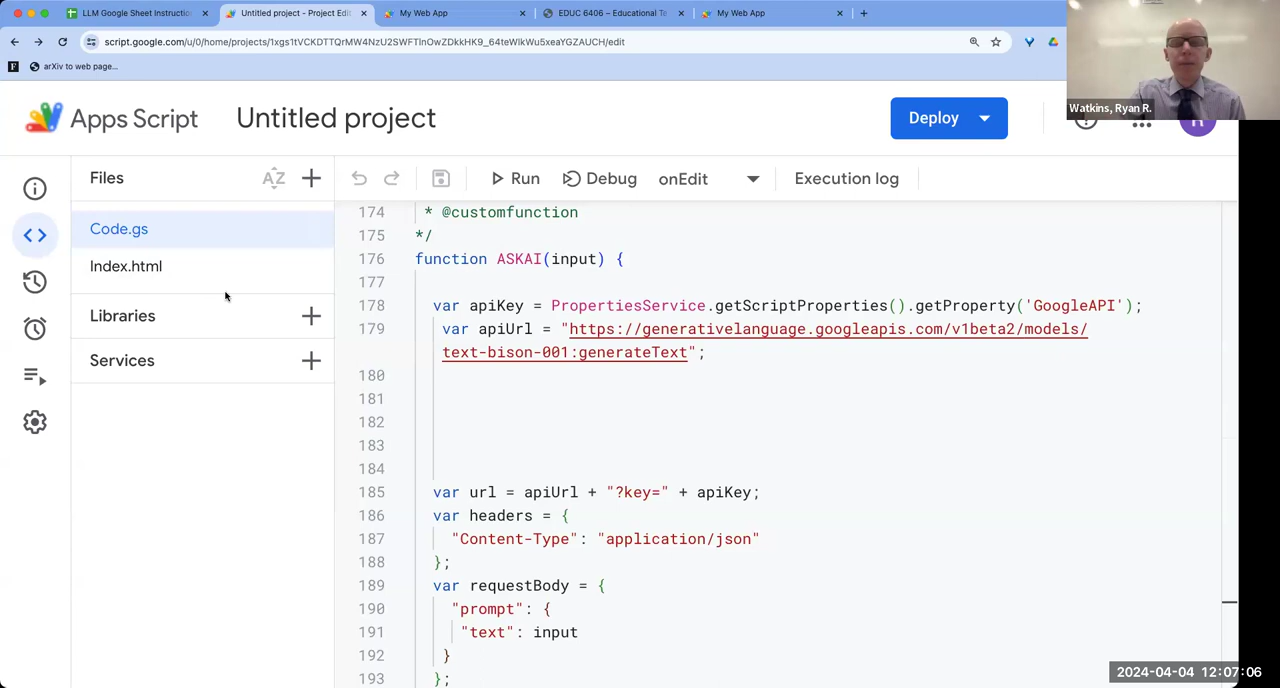 LLM Google Sheet Instruction
Untitled project - Project Edit
My Web App
EDUC 6406 – Educational Te
My Web App
script.google.com/u/0/home/projects/1xgs1tVCKDTTQrMW4NzU2SWFTlnOwZDkkHK9_64teWlkWu5xeaYGZAUCH/edit
F
arXiv to web page...
Watkins, Ryan R.
Apps Script
Untitled project
Deploy
Files
AZ
Run
Debug
onEdit
Execution log
Code.gs
Index.html
Libraries
Services
174 * @customfunction
175 */
176 function ASKAI(input) {
177
178 var apiKey = PropertiesService.getScriptProperties().getProperty('GoogleAPI');
179 var apiUrl = "https://generativelanguage.googleapis.com/v1beta2/models/
text-bison-001:generateText";
180
181
182
183
184
185 var url = apiUrl + "?key=" + apiKey;
186 var headers = {
187 "Content-Type": "application/json"
188 };
189 var requestBody = {
190 "prompt": {
191 "text": input
192 }
193 };
2024-04-04 12:07:06